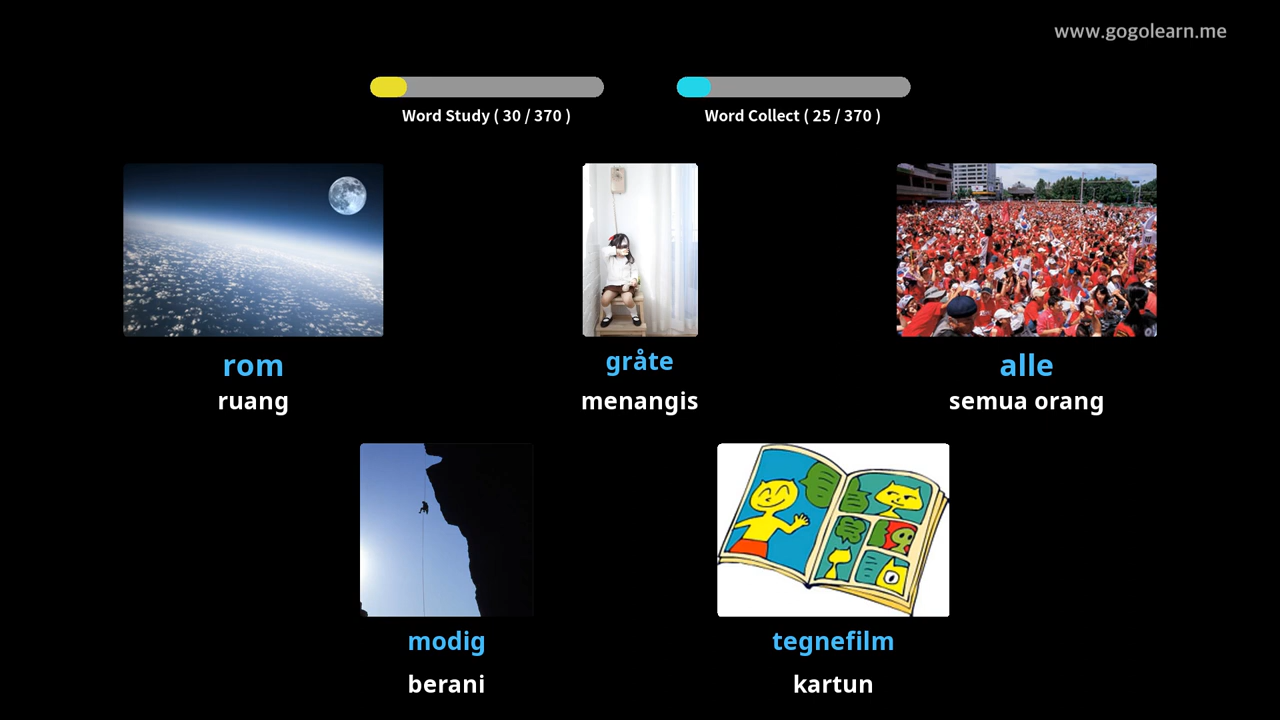 www.gogolearn.me
Word Study ( 30 / 370 )
Word Collect ( 25 / 370 )
rom
ruang
gråte
menangis
alle
semua orang
modig
berani
tegnefilm
kartun